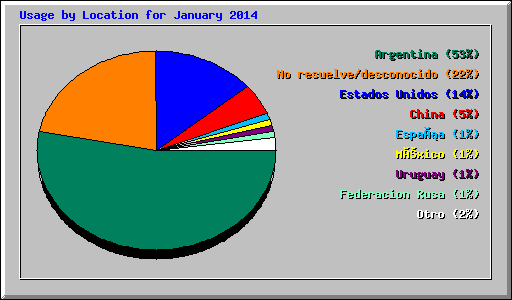 Usage by Location for January 2014
Argentina (53%)
No resuelve/desconocido (22%)
Estados Unidos (14%)
China (5%)
EspaÃ±a (1%)
MÃ©xico (1%)
Uruguay (1%)
Federacion Rusa (1%)
Otro (2%)